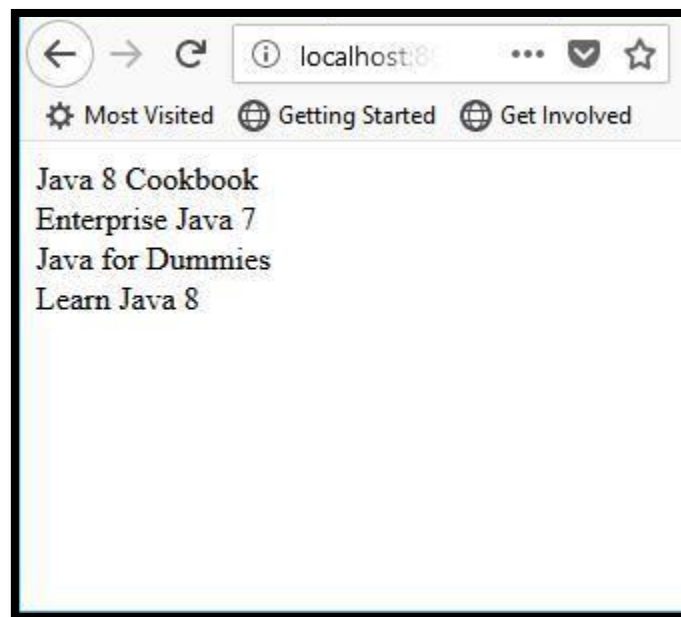 localhost:8
Most Visited Getting Started Get Involved
Java 8 Cookbook
Enterprise Java 7
Java for Dummies
Learn Java 8